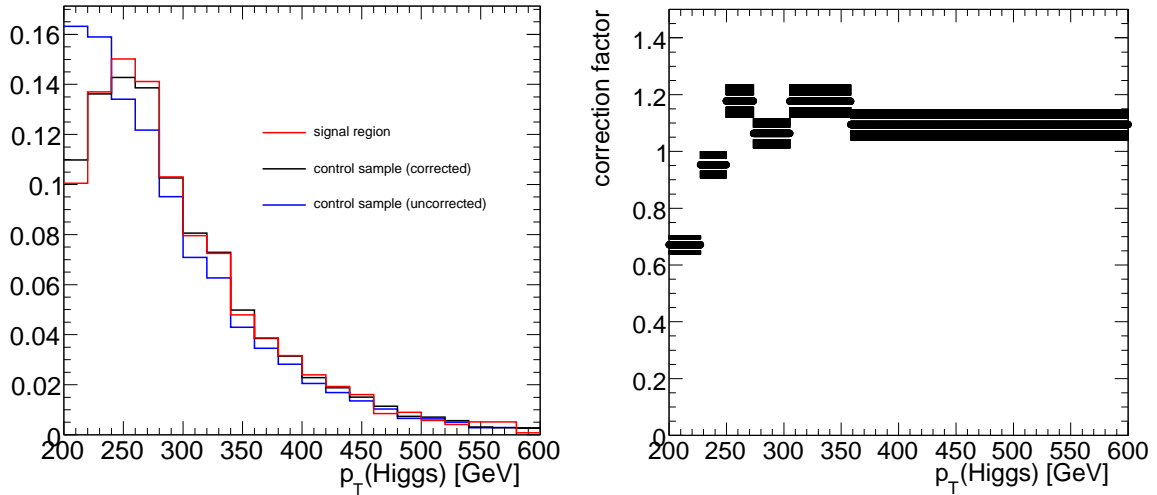 0.16
0.14
0.12
0.1
0.08
0.06
0.04
0.02
0
signal region
control sample (corrected)
control sample (uncorrected)
200 250 300 350 400 450 500 550 600
p_T(Higgs) [GeV]
correction factor
1.4
1.2
1
0.8
0.6
0.4
0.2
0
200 250 300 350 400 450 500 550 600
p_T(Higgs) [GeV]